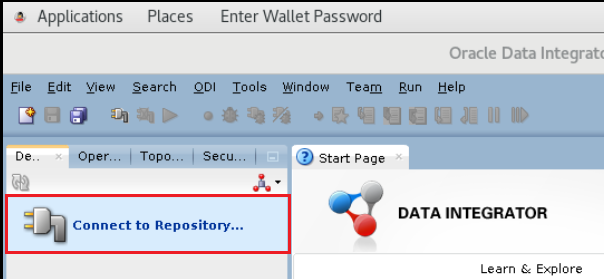 Applications Places Enter Wallet Password
Oracle Data Integrato
File Edit View Search ODI Tools Window Team Run Help
De.. Oper... Topo... Secu... Start Page
Connect to Repository...
DATA INTEGRATOR
Learn & Explore